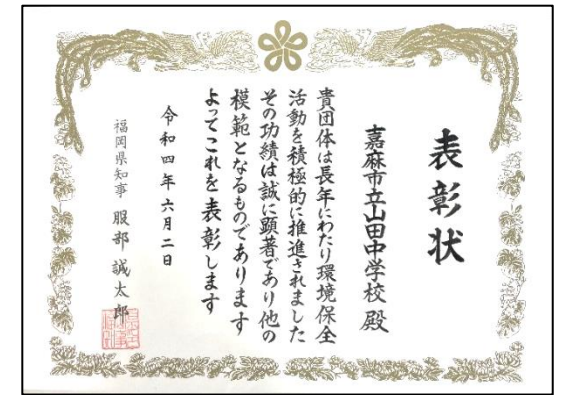 表彰状
嘉麻市立山田中学校 殿
貴団体は長年にわたり環境保全
活動を積極的に推進されました
その功績は誠に顕著であり他の
模範となるものであります
よってこれを表彰します
令和四年六月二日
福岡県知事 服部 誠太郎